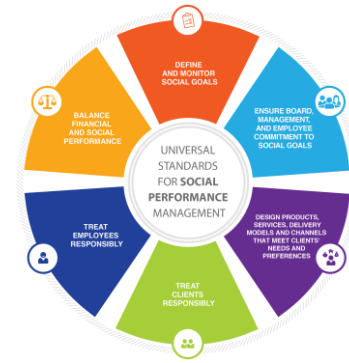 DEFINE
AND MONITOR
SOCIAL GOALS
ENSURE BOARD,
MANAGEMENT,
AND EMPLOYEE
COMMITMENT TO
SOCIAL GOALS
DESIGN PRODUCTS,
SERVICES, DELIVERY
MODELS AND CHANNELS
THAT MEET CLIENTS'
NEEDS AND
PREFERENCES
TREAT
CLIENTS
RESPONSIBLY
TREAT
EMPLOYEES
RESPONSIBLY
BALANCE
FINANCIAL
AND SOCIAL
PERFORMANCE
UNIVERSAL
STANDARDS
FOR SOCIAL
PERFORMANCE
MANAGEMENT